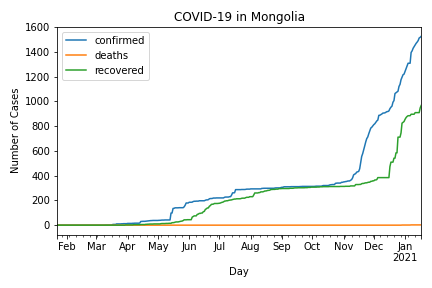 COVID-19 in Mongolia
confirmed
deaths
recovered
Number of Cases
1600
1400
1200
1000
800
600
400
200
0
Feb Mar Apr May Jun Jul Aug Sep Oct Nov Dec Jan
2021
Day